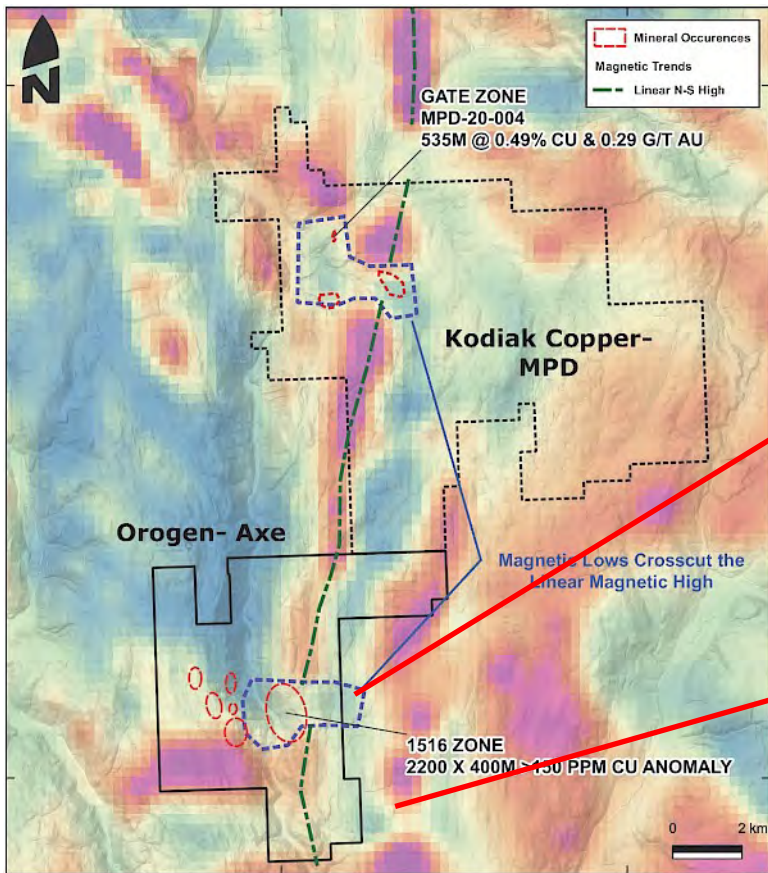 N
Mineral Occurences
Magnetic Trends
Linear N-S High
GATE ZONE
MPD-20-004
535M @ 0.49% CU & 0.29 G/T AU
Kodiak Copper-
MPD
Orogen- Axe
Magnetic Lows Crosscut the
Linear Magnetic High
1516 ZONE
2200 X 400M >150 PPM CU ANOMALY
0 2 km